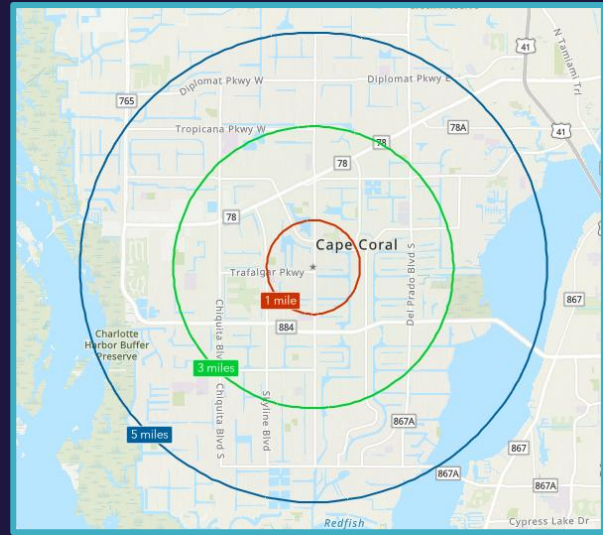 41
N Tamiami Trl
Diplomat Pkwy W
Diplomat Pkwy E
765
Tropicana Pkwy W
78A
41
78
78
78
Cape Coral
Trafalgar Pkwy
Del Prado Blvd S
1 mile
867
884
Chiquita Blv
Charlotte
Harbor Buffer
Preserve
3 miles
Chiquita Blvd S
Skyline Blvd
867A
5 miles
867
867A
867A
Redfish
Cypress Lake Dr